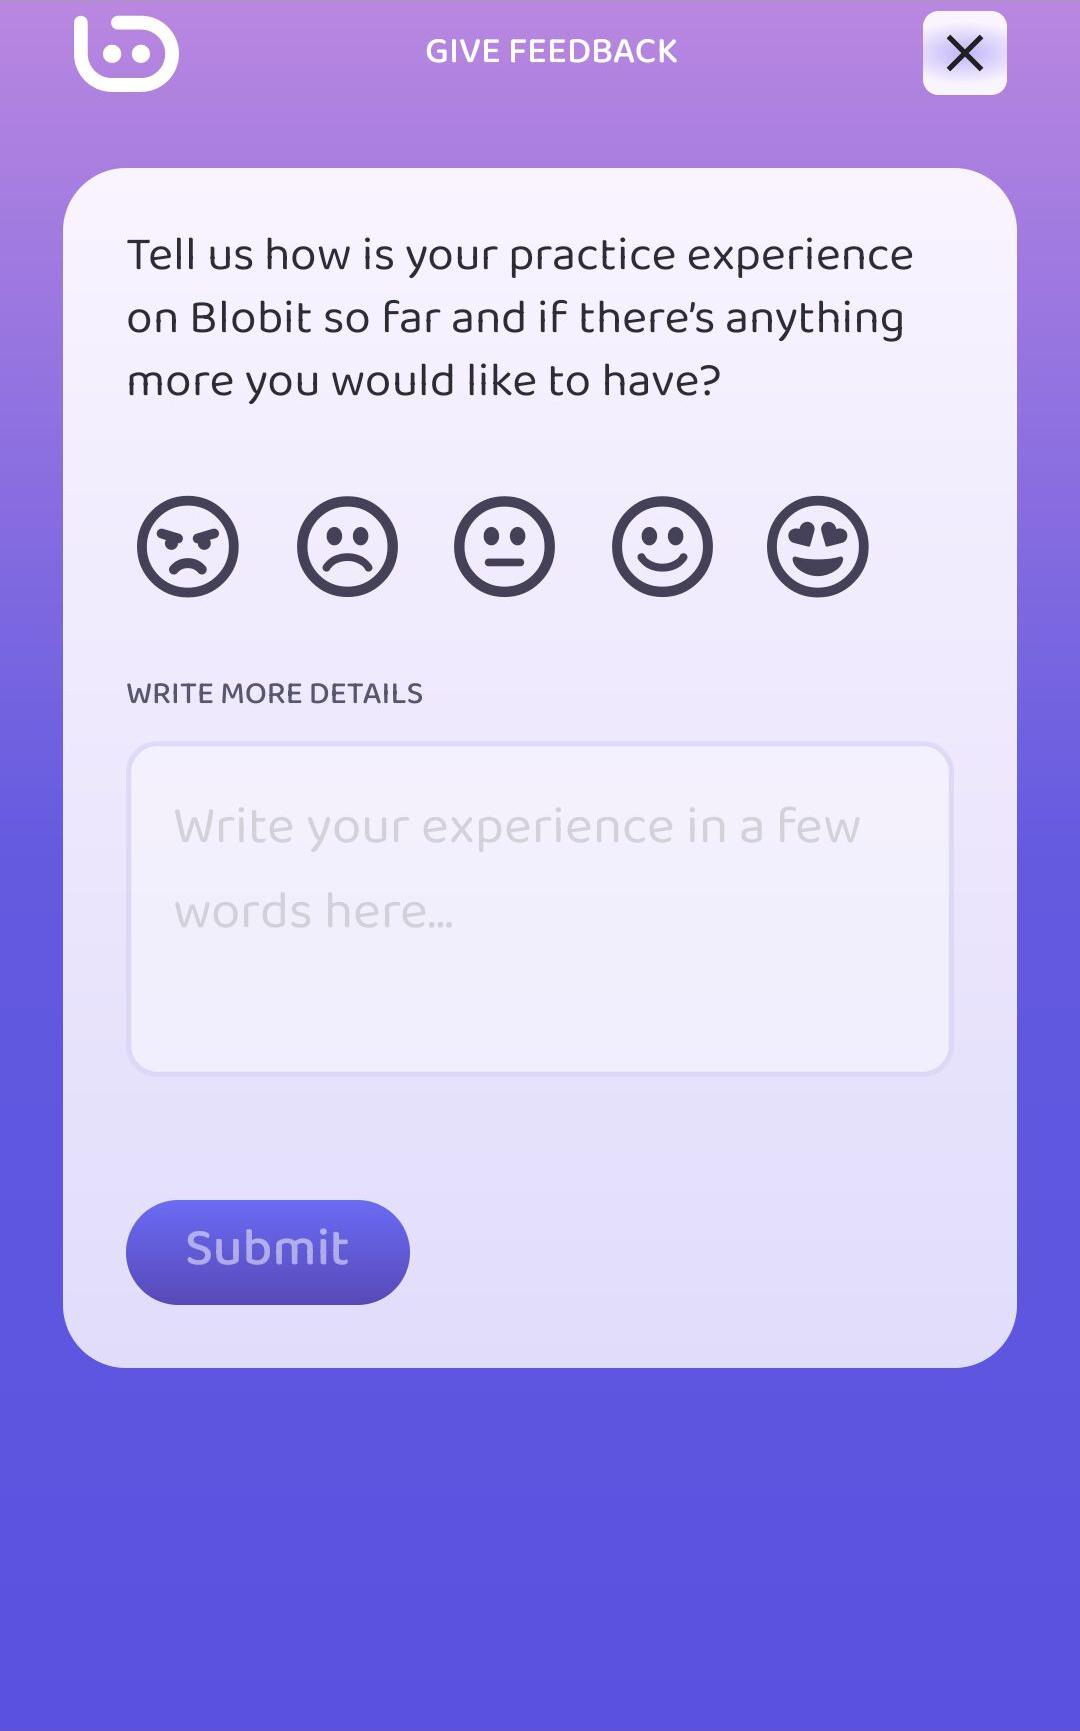 GIVE FEEDBACK
Tell us how is your practice experience
on Blobit so far and if there's anything
more you would like to have?
WRITE MORE DETAILS
Write your experience in a few
words here...
Submit